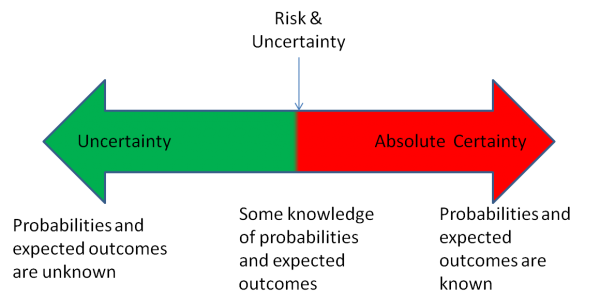 Risk &
Uncertainty
Uncertainty
Absolute Certainty
Probabilities and
expected outcomes
are unknown
Some knowledge
of probabilities
and expected
outcomes
Probabilities and
expected
outcomes are
known